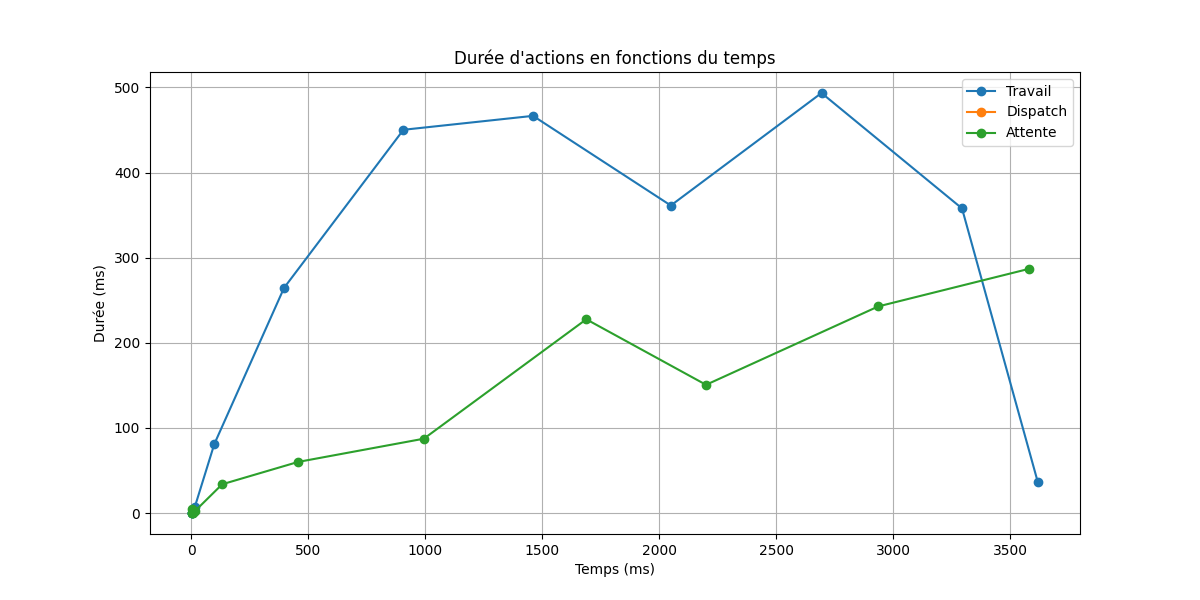 Durée d'actions en fonctions du temps
Travail
Dispatch
Attente
500
400
300
200
100
0
Durée (ms)
0 500 1000 1500 2000 2500 3000 3500
Temps (ms)